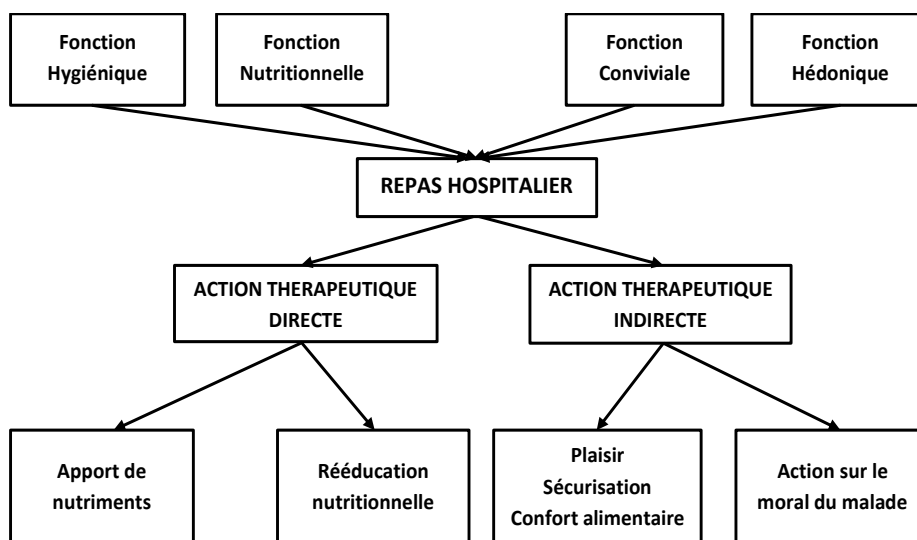 Fonction
Hygiénique
Fonction
Nutritionnelle
Fonction
Conviviale
Fonction
Hédonique
REPAS HOSPITALIER
ACTION THERAPEUTIQUE
DIRECTE
ACTION THERAPEUTIQUE
INDIRECTE
Apport de
nutriments
Rééducation
nutritionnelle
Plaisir
Sécurisation
Confort alimentaire
Action sur le
moral du malade